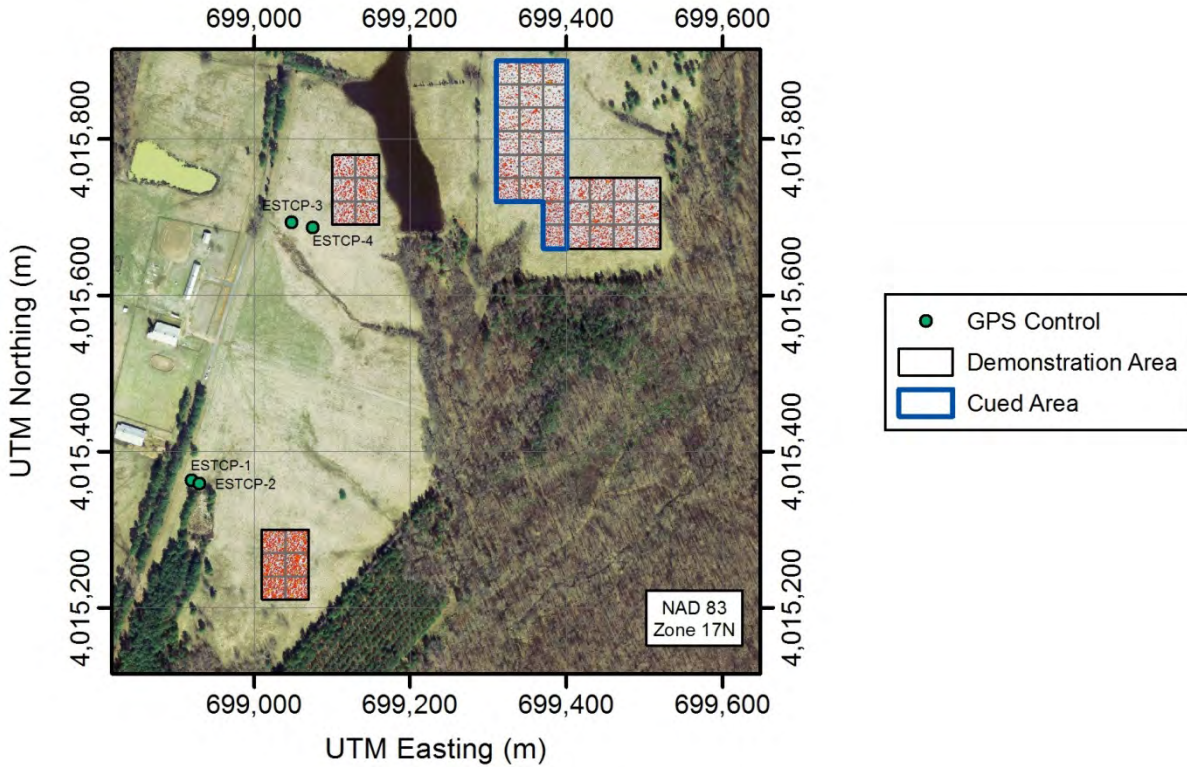 699,000 699,200 699,400 699,600
4,015,800
4,015,600
4,015,400
4,015,200
UTM Northing (m)
ESTCP-3
ESTCP-4
ESTCP-1
ESTCP-2
NAD 83
Zone 17N
4,015,800
4,015,600
4,015,400
4,015,200
699,000 699,200 699,400 699,600
UTM Easting (m)
GPS Control
Demonstration Area
Cued Area